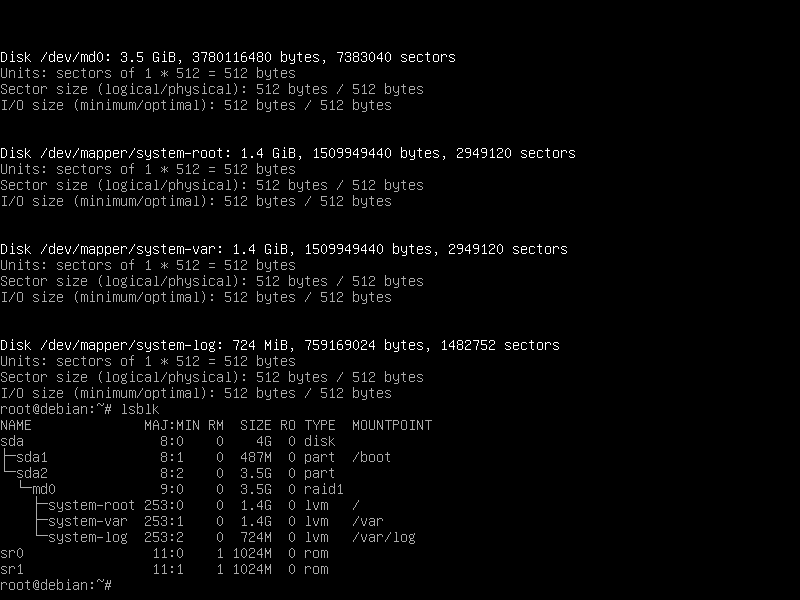 Disk /dev/md0: 3.5 GiB, 3780116480 bytes, 7383040 sectors
Units: sectors of 1 * 512 = 512 bytes
Sector size (logical/physical): 512 bytes / 512 bytes
I/O size (minimum/optimal): 512 bytes / 512 bytes
Disk /dev/mapper/system-root: 1.4 GiB, 1509949440 bytes, 2949120 sectors
Units: sectors of 1 * 512 = 512 bytes
Sector size (logical/physical): 512 bytes / 512 bytes
I/O size (minimum/optimal): 512 bytes / 512 bytes
Disk /dev/mapper/system-var: 1.4 GiB, 1509949440 bytes, 2949120 sectors
Units: sectors of 1 * 512 = 512 bytes
Sector size (logical/physical): 512 bytes / 512 bytes
I/O size (minimum/optimal): 512 bytes / 512 bytes
Disk /dev/mapper/system-log: 724 MiB, 759169024 bytes, 1482752 sectors
Units: sectors of 1 * 512 = 512 bytes
Sector size (logical/physical): 512 bytes / 512 bytes
I/O size (minimum/optimal): 512 bytes / 512 bytes
root@debian:~# lsblk
NAME              MAJ:MIN RM  SIZE RO TYPE  MOUNTPOINT
sda                 8:0    0    4G  0 disk
├─sda1              8:1    0  487M  0 part  /boot
└─sda2              8:2    0  3.5G  0 part
  └─md0             9:0    0  3.5G  0 raid1
    ├─system-root 253:0    0  1.4G  0 lvm   /
    ├─system-var  253:1    0  1.4G  0 lvm   /var
    └─system-log  253:2    0  724M  0 lvm   /var/log
sr0                11:0    1 1024M  0 rom
sr1                11:1    1 1024M  0 rom
root@debian:~#